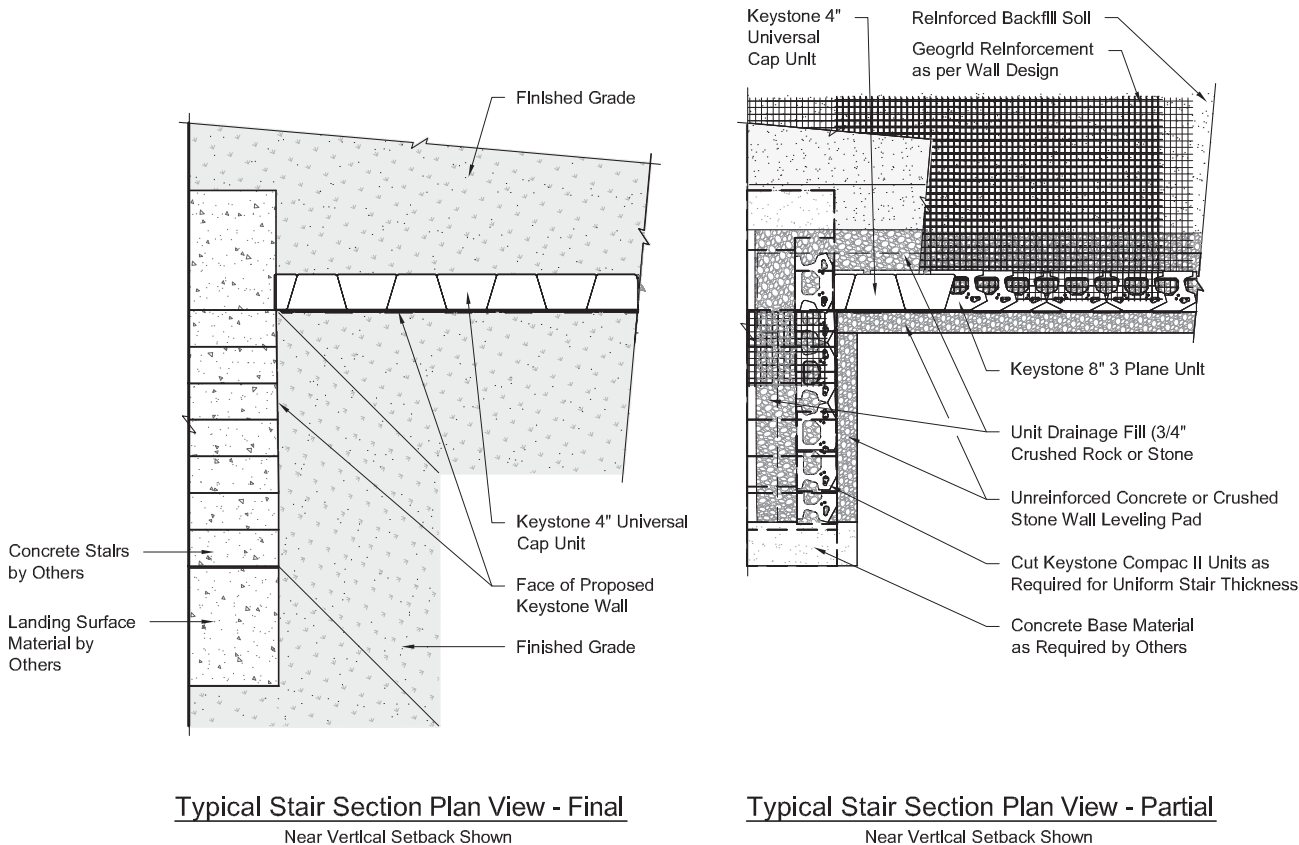 Finished Grade
Concrete Stairs
by Others
Landing Surface
Material by
Others
Keystone 4" Universal
Cap Unit
Face of Proposed
Keystone Wall
Finished Grade
Typical Stair Section Plan View - Final
Near Vertical Setback Shown
Keystone 4"
Universal
Cap Unit
Reinforced Backfill Soil
Geogrid Reinforcement
as per Wall Design
Keystone 8" 3 Plane Unit
Unit Drainage Fill (3/4"
Crushed Rock or Stone
Unreinforced Concrete or Crushed
Stone Wall Leveling Pad
Cut Keystone Compac II Units as
Required for Uniform Stair Thickness
Concrete Base Material
as Required by Others
Typical Stair Section Plan View - Partial
Near Vertical Setback Shown